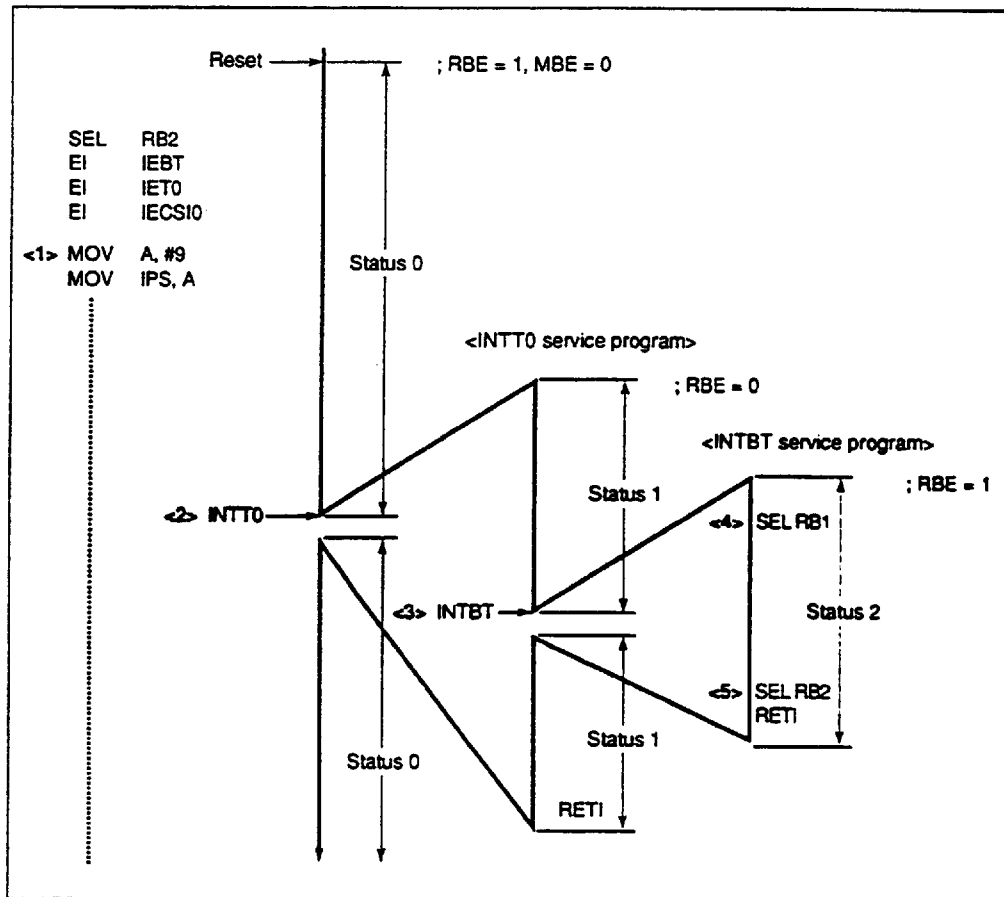 Reset
; RBE = 1, MBE = 0
SEL RB2
EI IEBT
EI IET0
EI IECSI0
<1> MOV A, #9
MOV IPS, A
Status 0
<INTT0 service program>
; RBE = 0
<INTBT service program>
; RBE = 1
Status 1
<2> INTT0
<4> SEL RB1
<3> INTBT
Status 2
<5> SEL RB2
RETI
Status 1
Status 0
RETI